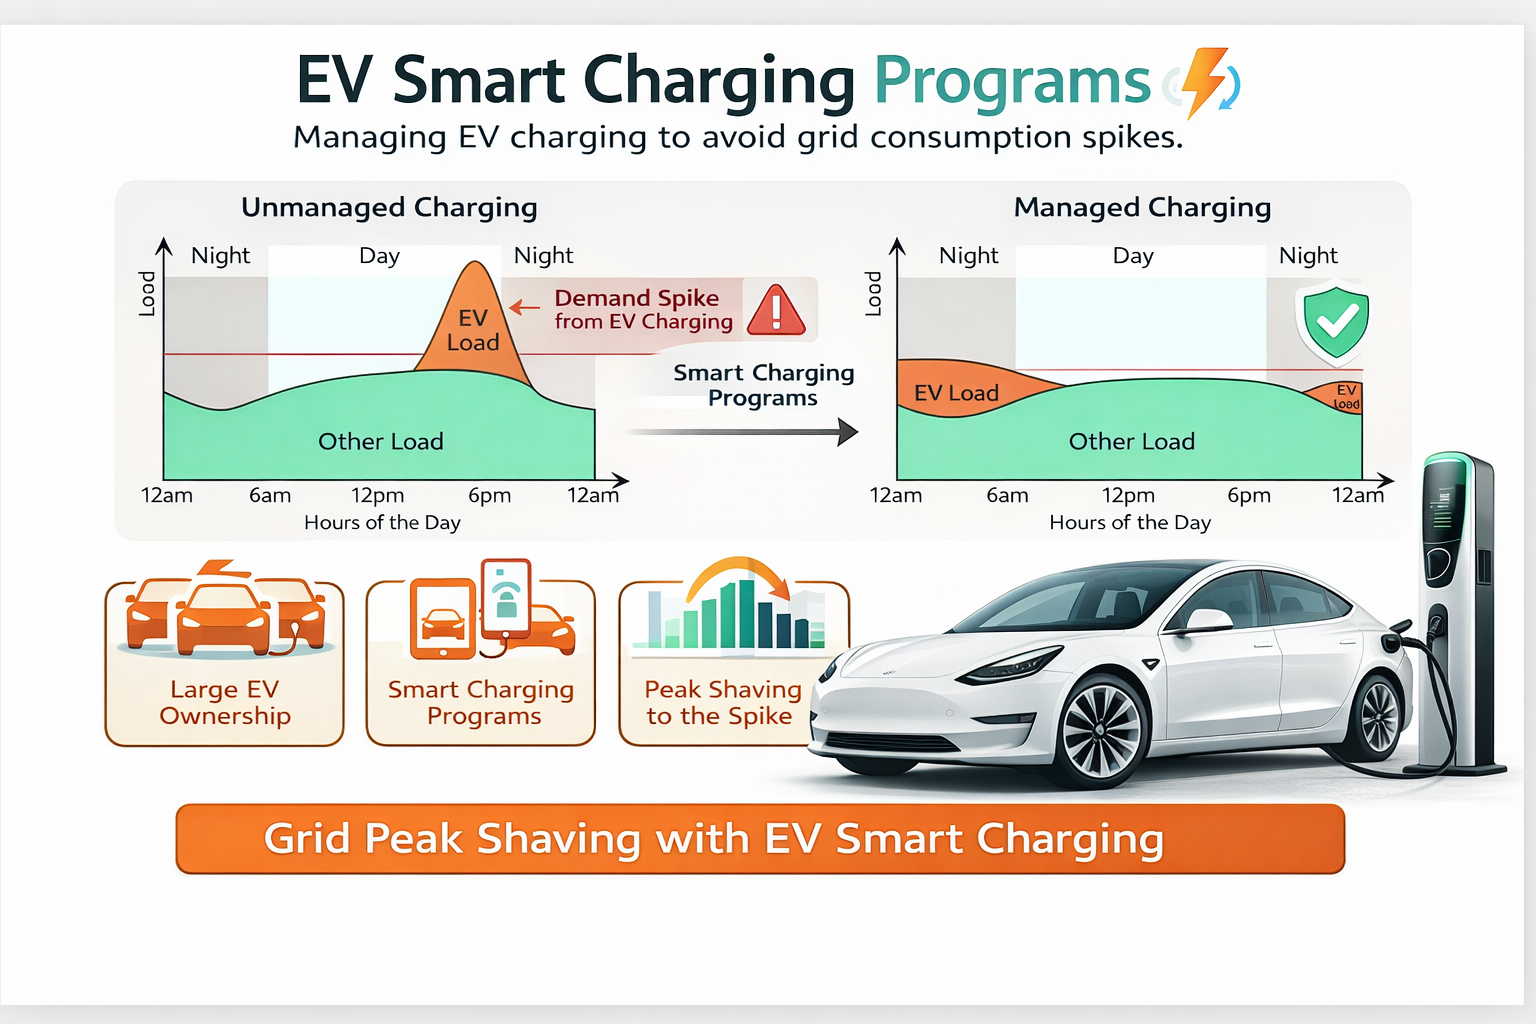 EV Smart Charging Programs
Managing EV charging to avoid grid consumption spikes.
Unmanaged Charging
Night
Day
Night
Load
EV
Load
Demand Spike
from EV Charging
Other Load
12am
6am
12pm
6pm
12am
Hours of the Day
Smart Charging
Programs
Managed Charging
Night
Day
Night
Load
EV Load
EV
Load
Other Load
12am
6am
12pm
6pm
12am
Hours of the Day
Large EV
Ownership
Smart Charging
Programs
Peak Shaving
to the Spike
Grid Peak Shaving with EV Smart Charging